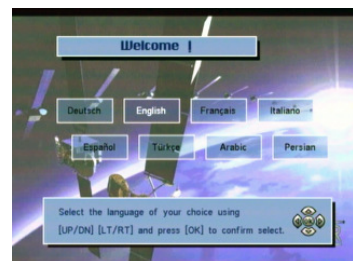 Welcome !
Deutsch English Français Italiano
Español Türkçe Arabic Persian
Select the language of your choice using
[UP/DN] [LT/RT] and press [OK] to confirm select.